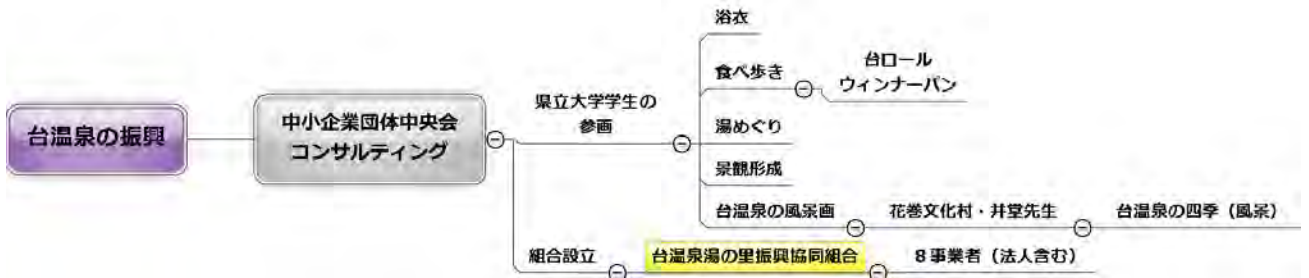 台温泉の振興
中小企業団体中央会
コンサルティング
県立大学学生の
参画
浴衣
食べ歩き
台ロール
ウィンナーパン
湯めぐり
景観形成
台温泉の風景画
花巻文化村・井堂先生
台温泉の四季（風景）
組合設立
台温泉湯の里振興協同組合
8事業者（法人含む）